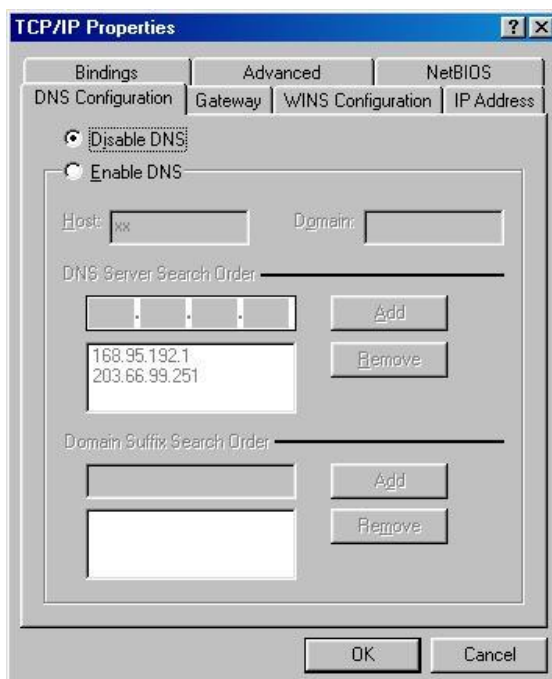 TCP/IP Properties
Bindings
Advanced
NetBIOS
DNS Configuration
Gateway
WINS Configuration
IP Address
Disable DNS
Enable DNS
Host:
xx
Domain:
DNS Server Search Order
Add
168.95.192.1
203.66.99.251
Remove
Domain Suffix Search Order
Add
Remove
OK
Cancel